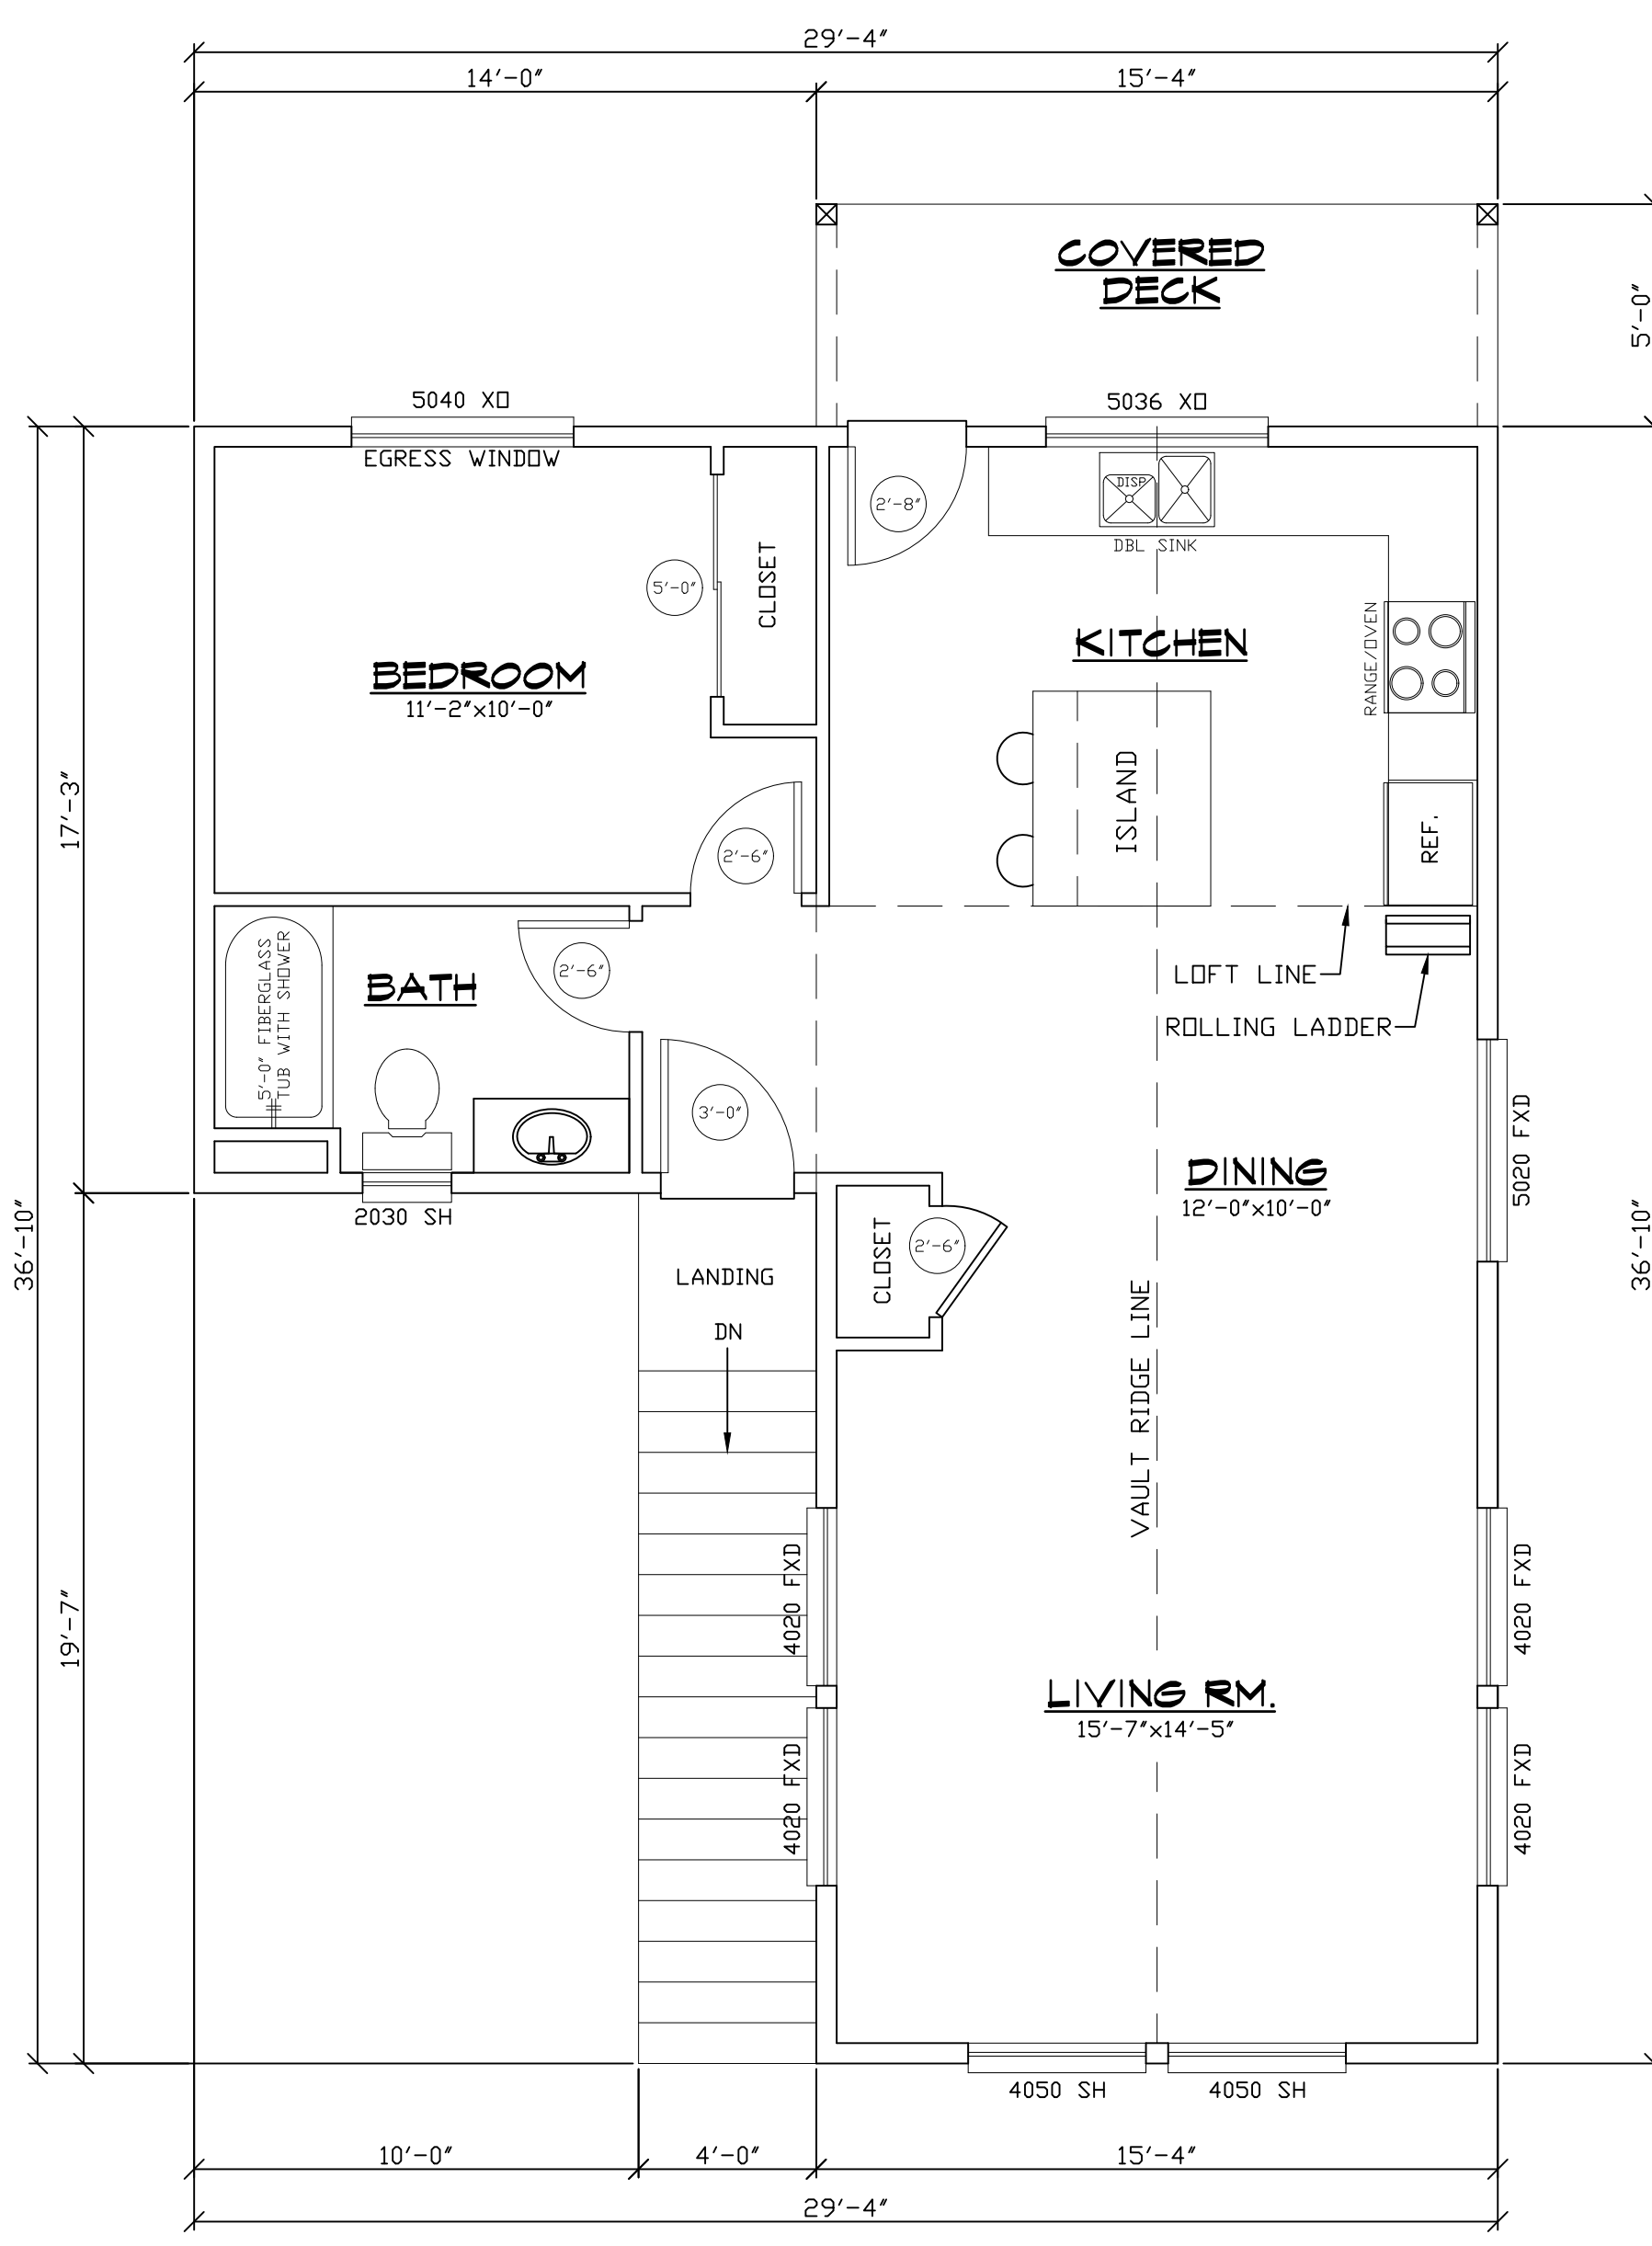 29'-4"
14'-0"
15'-4"
COVERED
DECK
5'-0"
5040 XO
5036 XO
EGRESS WINDOW
2'-8"
DISP
DBL SINK
CLOSET
5'-0"
KITCHEN
RANGE/OVEN
BEDROOM
11'-2"x10'-0"
ISLAND
17'-3"
REF.
2'-6"
5'-0" FIBERGLASS
TUB WITH SHOWER
BATH
2'-6"
LOFT LINE
ROLLING LADDER
3'-0"
5020 FXD
DINING
12'-0"x10'-0"
2030 SH
36'-10"
36'-10"
CLOSET
2'-6"
LANDING
DN
VAULT RIDGE LINE
19'-7"
4020 FXD
4020 FXD
LIVING RM.
15'-7"x14'-5"
4020 FXD
4020 FXD
4050 SH
4050 SH
10'-0"
4'-0"
15'-4"
29'-4"